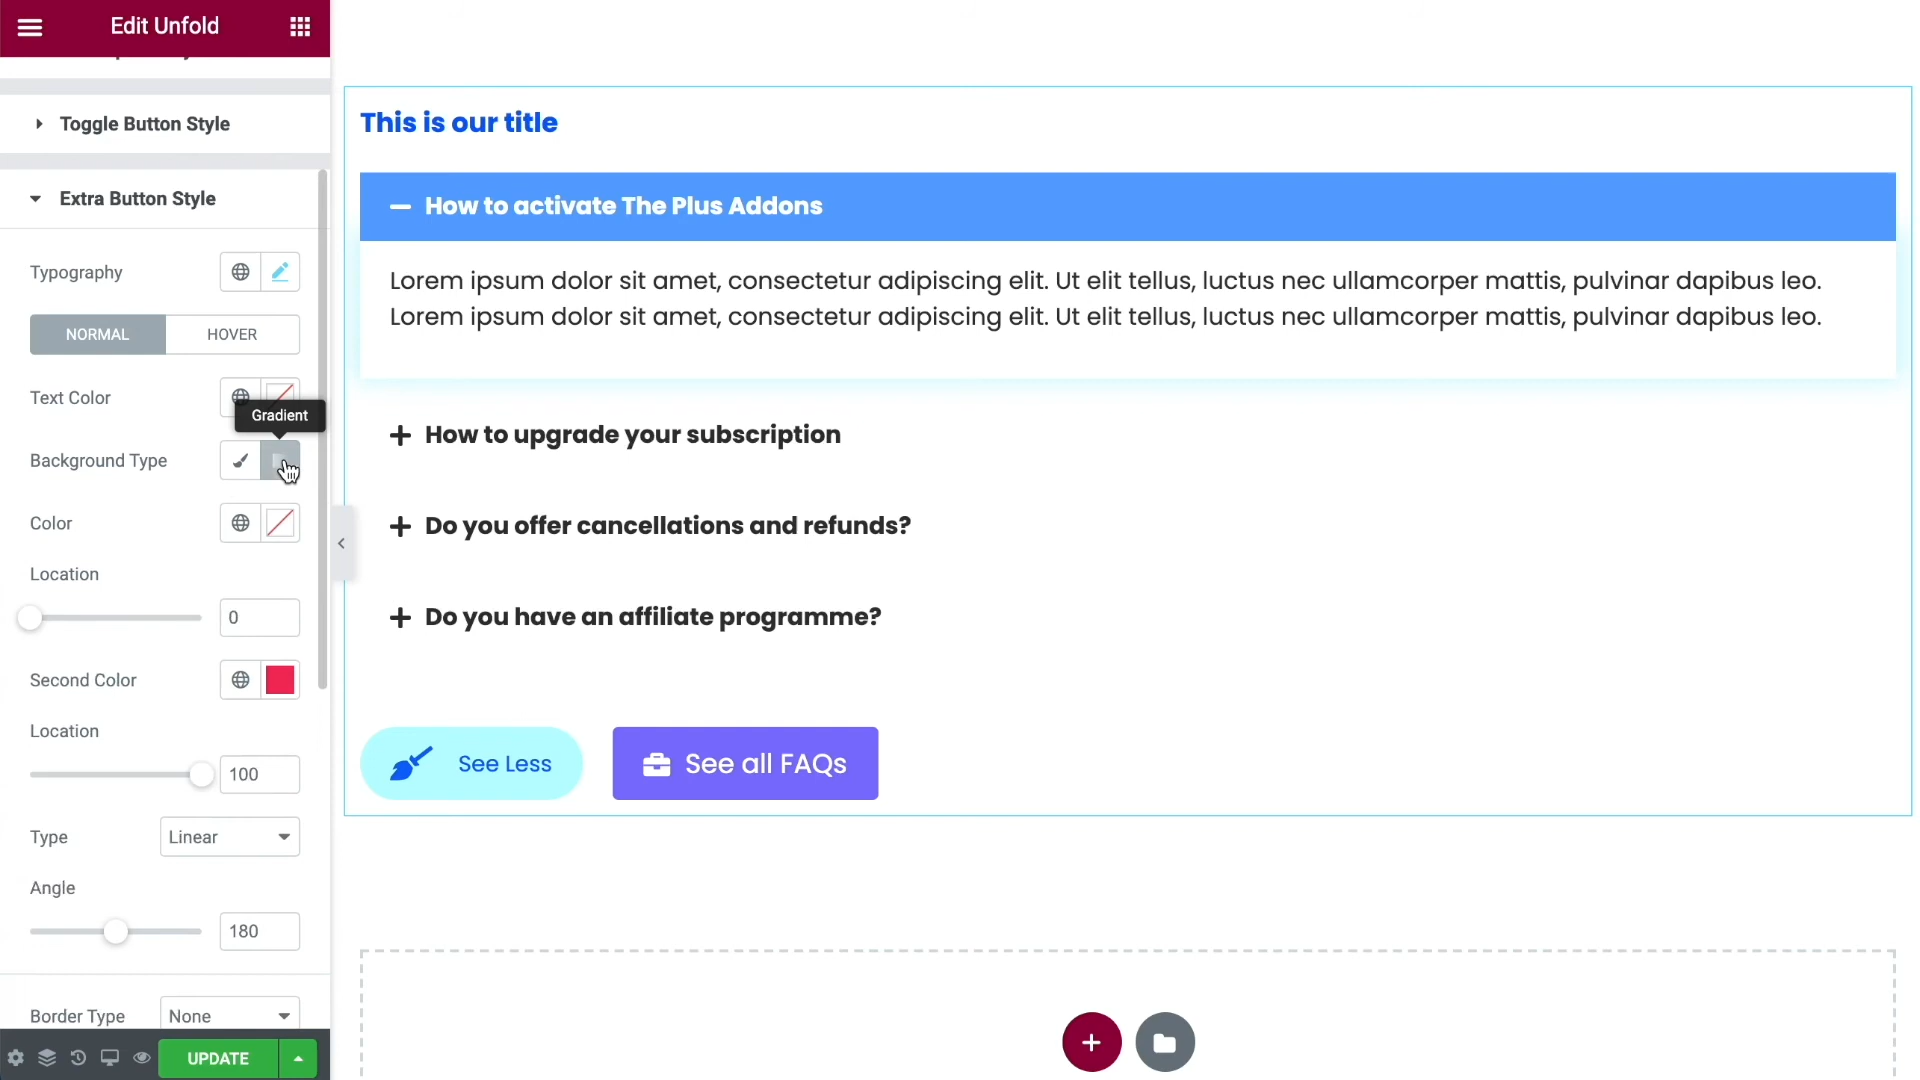 Edit Unfold
Toggle Button Style
Extra Button Style
Typography
NORMAL
HOVER
Text Color
Gradient
Background Type
Color
Location
0
Second Color
Location
100
Type
Linear
Angle
180
Border Type
None
UPDATE
This is our title
How to activate The Plus Addons
Lorem ipsum dolor sit amet, consectetur adipiscing elit. Ut elit tellus, luctus nec ullamcorper mattis, pulvinar dapibus leo.
Lorem ipsum dolor sit amet, consectetur adipiscing elit. Ut elit tellus, luctus nec ullamcorper mattis, pulvinar dapibus leo.
How to upgrade your subscription
Do you offer cancellations and refunds?
Do you have an affiliate programme?
See Less
See all FAQs